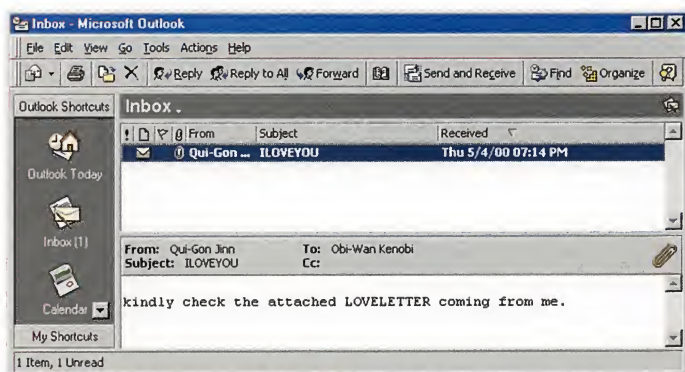 Inbox - Microsoft Outlook
File Edit View Go Tools Actions Help
Reply Reply to All Forward Send and Receive Find Organize
Outlook Shortcuts Inbox .
! From Subject Received
Qui-Gon ... ILOVEYOU Thu 5/4/00 07:14 PM
Outlook Today
Inbox (1)
Calendar
My Shortcuts
From: Qui-Gon Jinn To: Obi-Wan Kenobi
Subject: ILOVEYOU Cc:
kindly check the attached LOVELETTER coming from me.
1 Item, 1 Unread